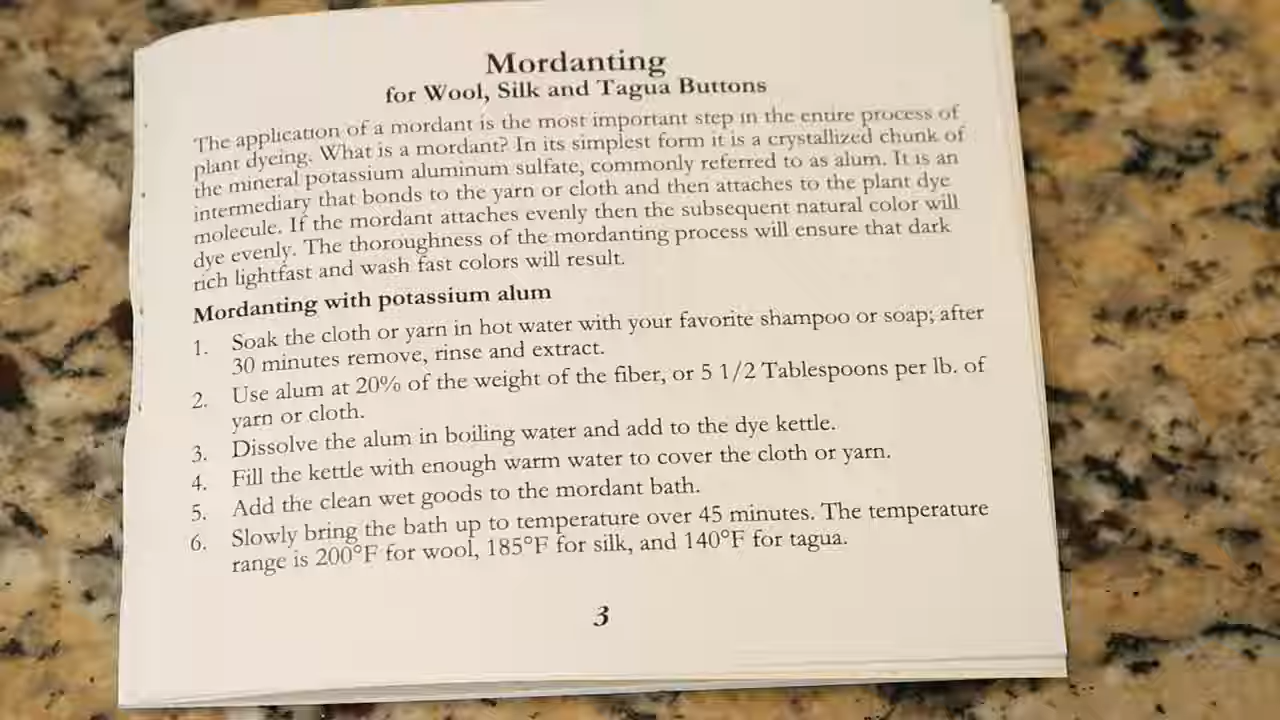 Mordanting
for Wool, Silk and Tagua Buttons
The application of a mordant is the most important step in the entire process of
plant dyeing. What is a mordant? In its simplest form it is a crystallized chunk of
the mineral potassium aluminum sulfate, commonly referred to as alum. It is an
intermediary that bonds to the yarn or cloth and then attaches to the plant dye
molecule. If the mordant attaches evenly then the subsequent natural color will
dye evenly. The thoroughness of the mordanting process will ensure that dark
rich lightfast and wash fast colors will result.
Mordanting with potassium alum
1. Soak the cloth or yarn in hot water with your favorite shampoo or soap; after
30 minutes remove, rinse and extract.
2. Use alum at 20% of the weight of the fiber, or 5 1/2 Tablespoons per lb. of
yarn or cloth.
3. Dissolve the alum in boiling water and add to the dye kettle.
4. Fill the kettle with enough warm water to cover the cloth or yarn.
5. Add the clean wet goods to the mordant bath.
6. Slowly bring the bath up to temperature over 45 minutes. The temperature
range is 200°F for wool, 185°F for silk, and 140°F for tagua.
3